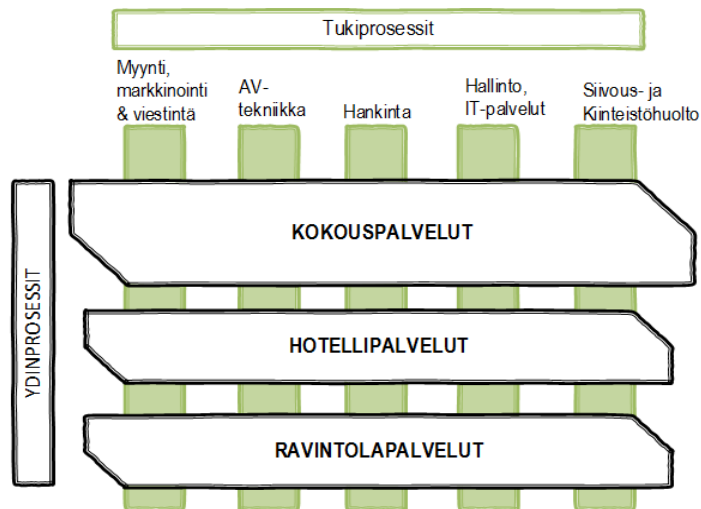 Tukiprosessit
Myynti,
markkinointi
& viestintä
AV-
tekniikka
Hankinta
Hallinto,
IT-palvelut
Siivous- ja
Kiinteistöhuolto
YDINPROSESSIT
KOKOUSPALVELUT
HOTELLIPALVELUT
RAVINTOLAPALVELUT